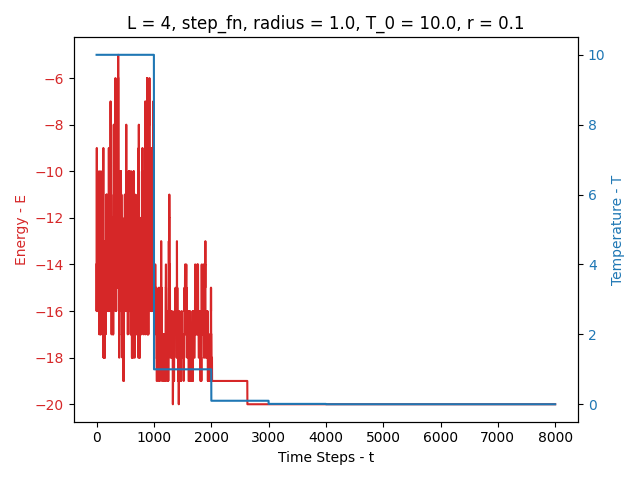 L = 4, step_fn, radius = 1.0, T_0 = 10.0, r = 0.1
Energy - E
−6
−8
−10
−12
−14
−16
−18
−20
10
8
6
4
2
0
Temperature - T
0 1000 2000 3000 4000 5000 6000 7000 8000
Time Steps - t